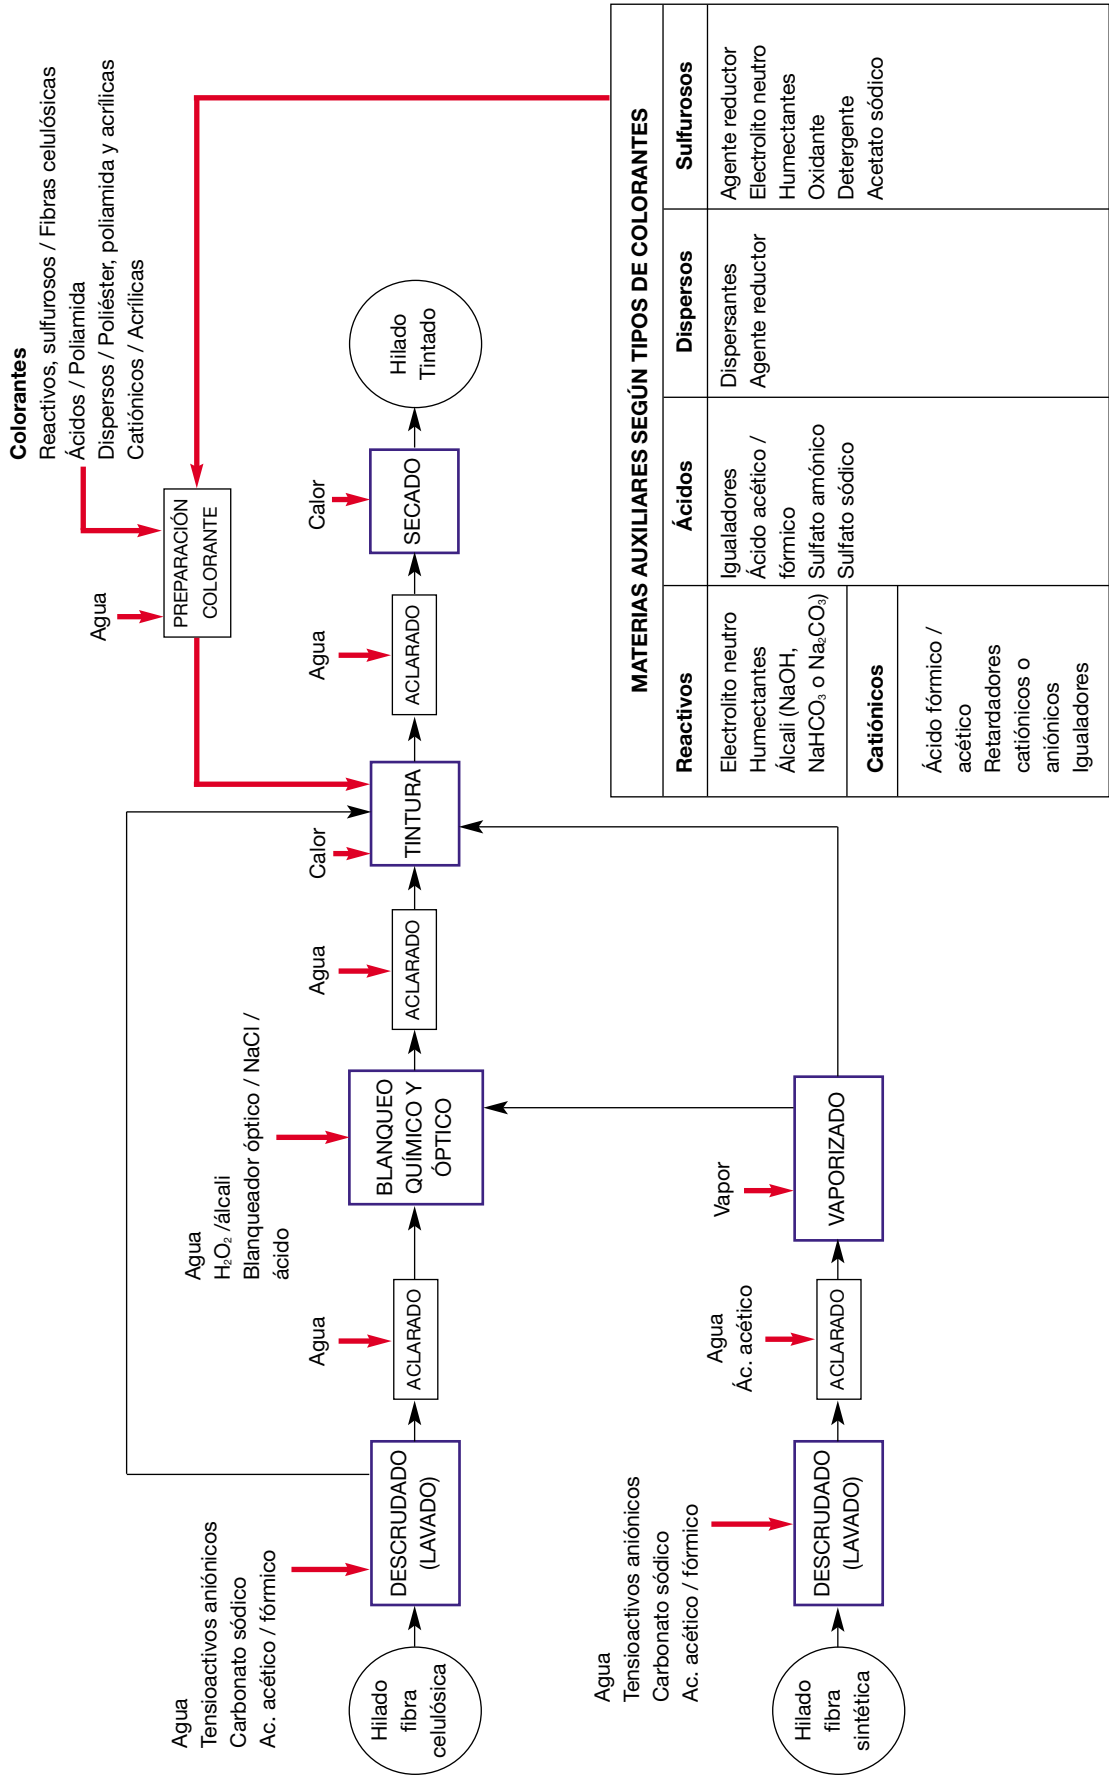 Colorantes
Reactivos, sulfurosos / Fibras celulósicas
Ácidos / Poliamida
Dispersos / Poliéster, poliamida y acrílicas
Catiónicos / Acrílicas
Agua
PREPARACIÓN
COLORANTE
Agua
Tensioactivos aniónicos
Carbonato sódico
Ac. acético / fórmico
Agua
Agua
H₂O₂ /álcali
Blanqueador óptico / NaCl /
ácido
Agua
Calor
Agua
Calor
Hilado
fibra
celulósica
DESCRUDADO
(LAVADO)
ACLARADO
BLANQUEO
QUÍMICO Y
ÓPTICO
ACLARADO
TINTURA
ACLARADO
SECADO
Hilado
Tintado
Agua
Tensioactivos aniónicos
Carbonato sódico
Ac. acético / fórmico
Agua
Ác. acético
Vapor
Hilado
fibra
sintética
DESCRUDADO
(LAVADO)
ACLARADO
VAPORIZADO
MATERIAS AUXILIARES SEGÚN TIPOS DE COLORANTES
Reactivos
Electrolito neutro
Humectantes
Álcali (NaOH,
NaHCO₃ o Na₂CO₃)
Catiónicos
Ácido fórmico /
acético
Retardadores
catiónicos o
aniónicos
Igualadores
Ácidos
Igualadores
Ácido acético /
fórmico
Sulfato amónico
Sulfato sódico
Dispersos
Dispersantes
Agente reductor
Sulfurosos
Agente reductor
Electrolito neutro
Humectantes
Oxidante
Detergente
Acetato sódico